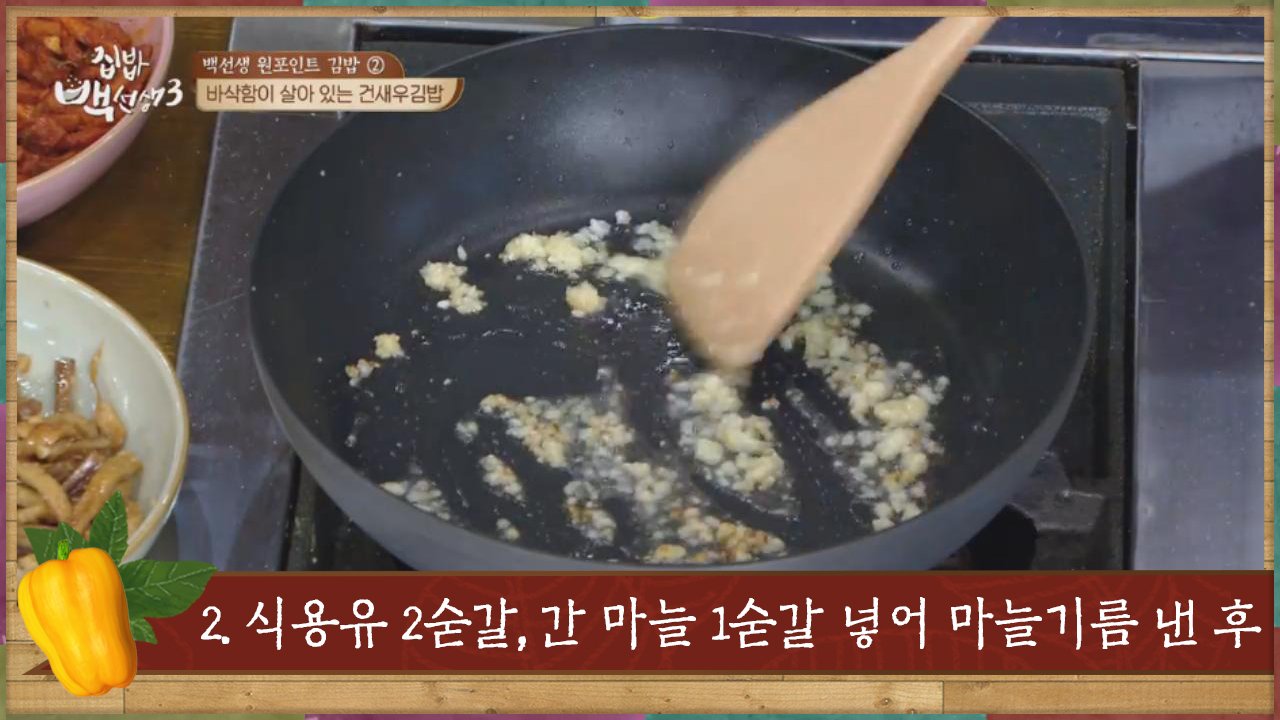 집밥
백선생3
백선생 원포인트 김밥 ②
바삭함이 살아 있는 건새우김밥
2. 식용유 2숟갈, 간 마늘 1숟갈 넣어 마늘기름 낸 후